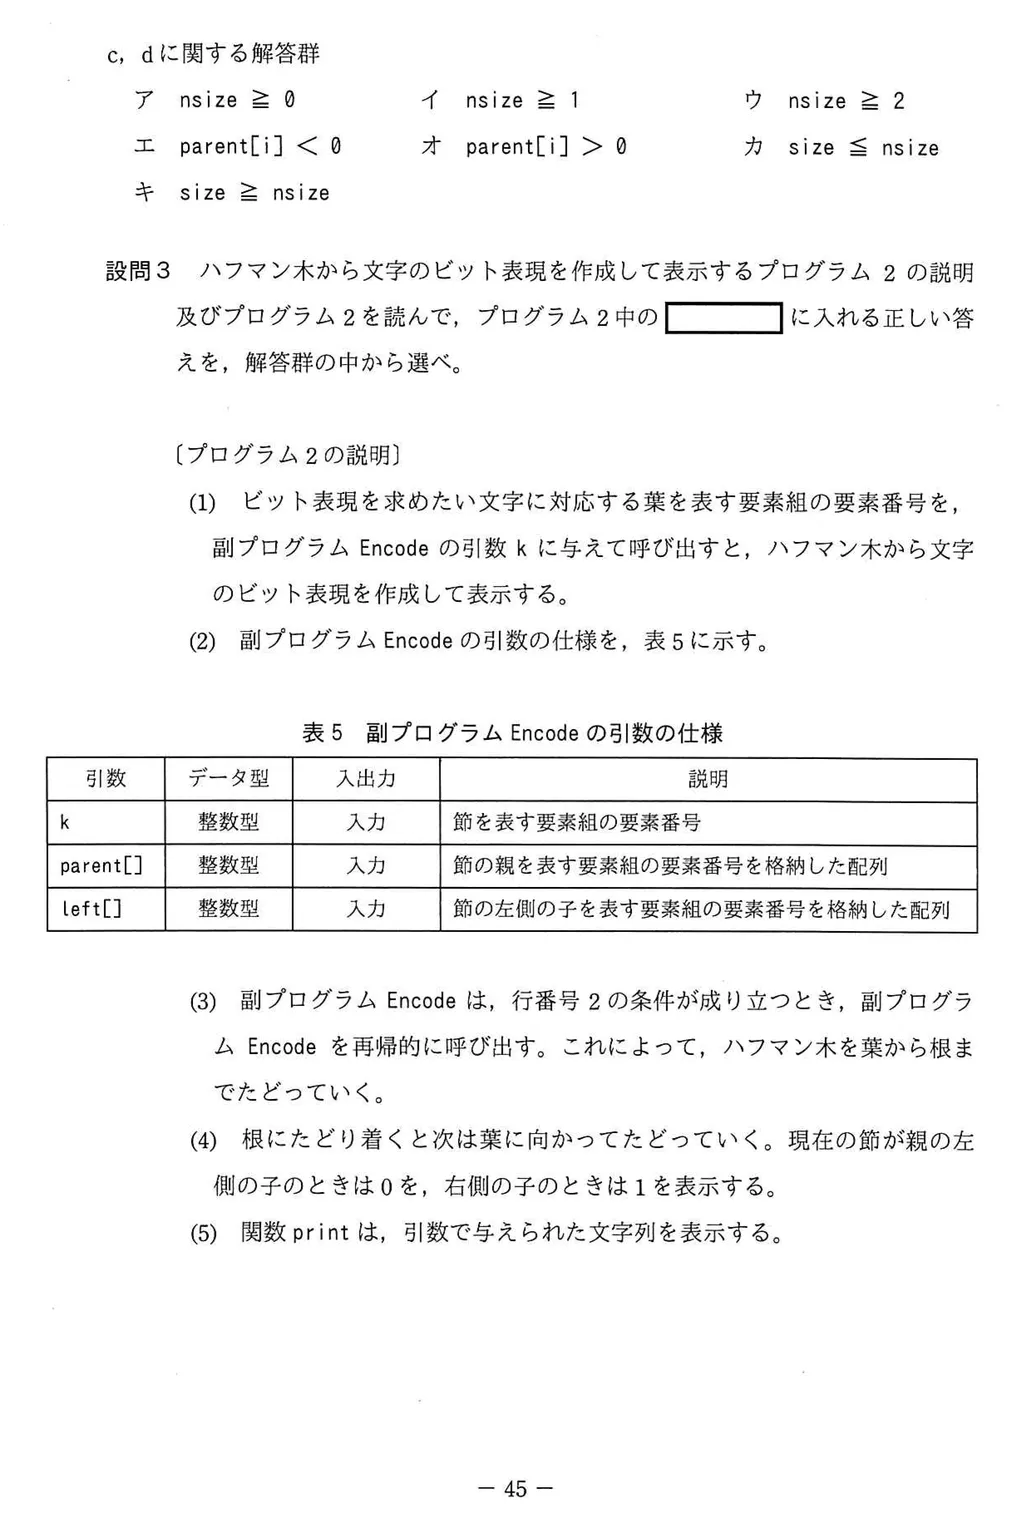 c，dに関する解答群
ア　nsize ≧ 0　　イ　nsize ≧ 1　　ウ　nsize ≧ 2
エ　parent[i] < 0　　オ　parent[i] > 0　　カ　size ≦ nsize
キ　size ≧ nsize
設問3　ハフマン木から文字のビット表現を作成して表示するプログラム 2 の説明
及びプログラム 2 を読んで，プログラム 2 中の　　　　に入れる正しい答
えを，解答群の中から選べ。
〔プログラム 2 の説明〕
(1)　ビット表現を求めたい文字に対応する葉を表す要素組の要素番号を，
副プログラム Encode の引数 k に与えて呼び出すと，ハフマン木から文字
のビット表現を作成して表示する。
(2)　副プログラム Encode の引数の仕様を，表 5 に示す。
表 5　副プログラム Encode の引数の仕様
引数　データ型　入出力　説明
k　整数型　入力　節を表す要素組の要素番号
parent[]　整数型　入力　節の親を表す要素組の要素番号を格納した配列
left[]　整数型　入力　節の左側の子を表す要素組の要素番号を格納した配列
(3)　副プログラム Encode は，行番号 2 の条件が成り立つとき，副プログラ
ム Encode を再帰的に呼び出す。これによって，ハフマン木を葉から根ま
でたどっていく。
(4)　根にたどり着くと次は葉に向かってたどっていく。現在の節が親の左
側の子のときは 0 を，右側の子のときは 1 を表示する。
(5)　関数 print は，引数で与えられた文字列を表示する。
− 45 −